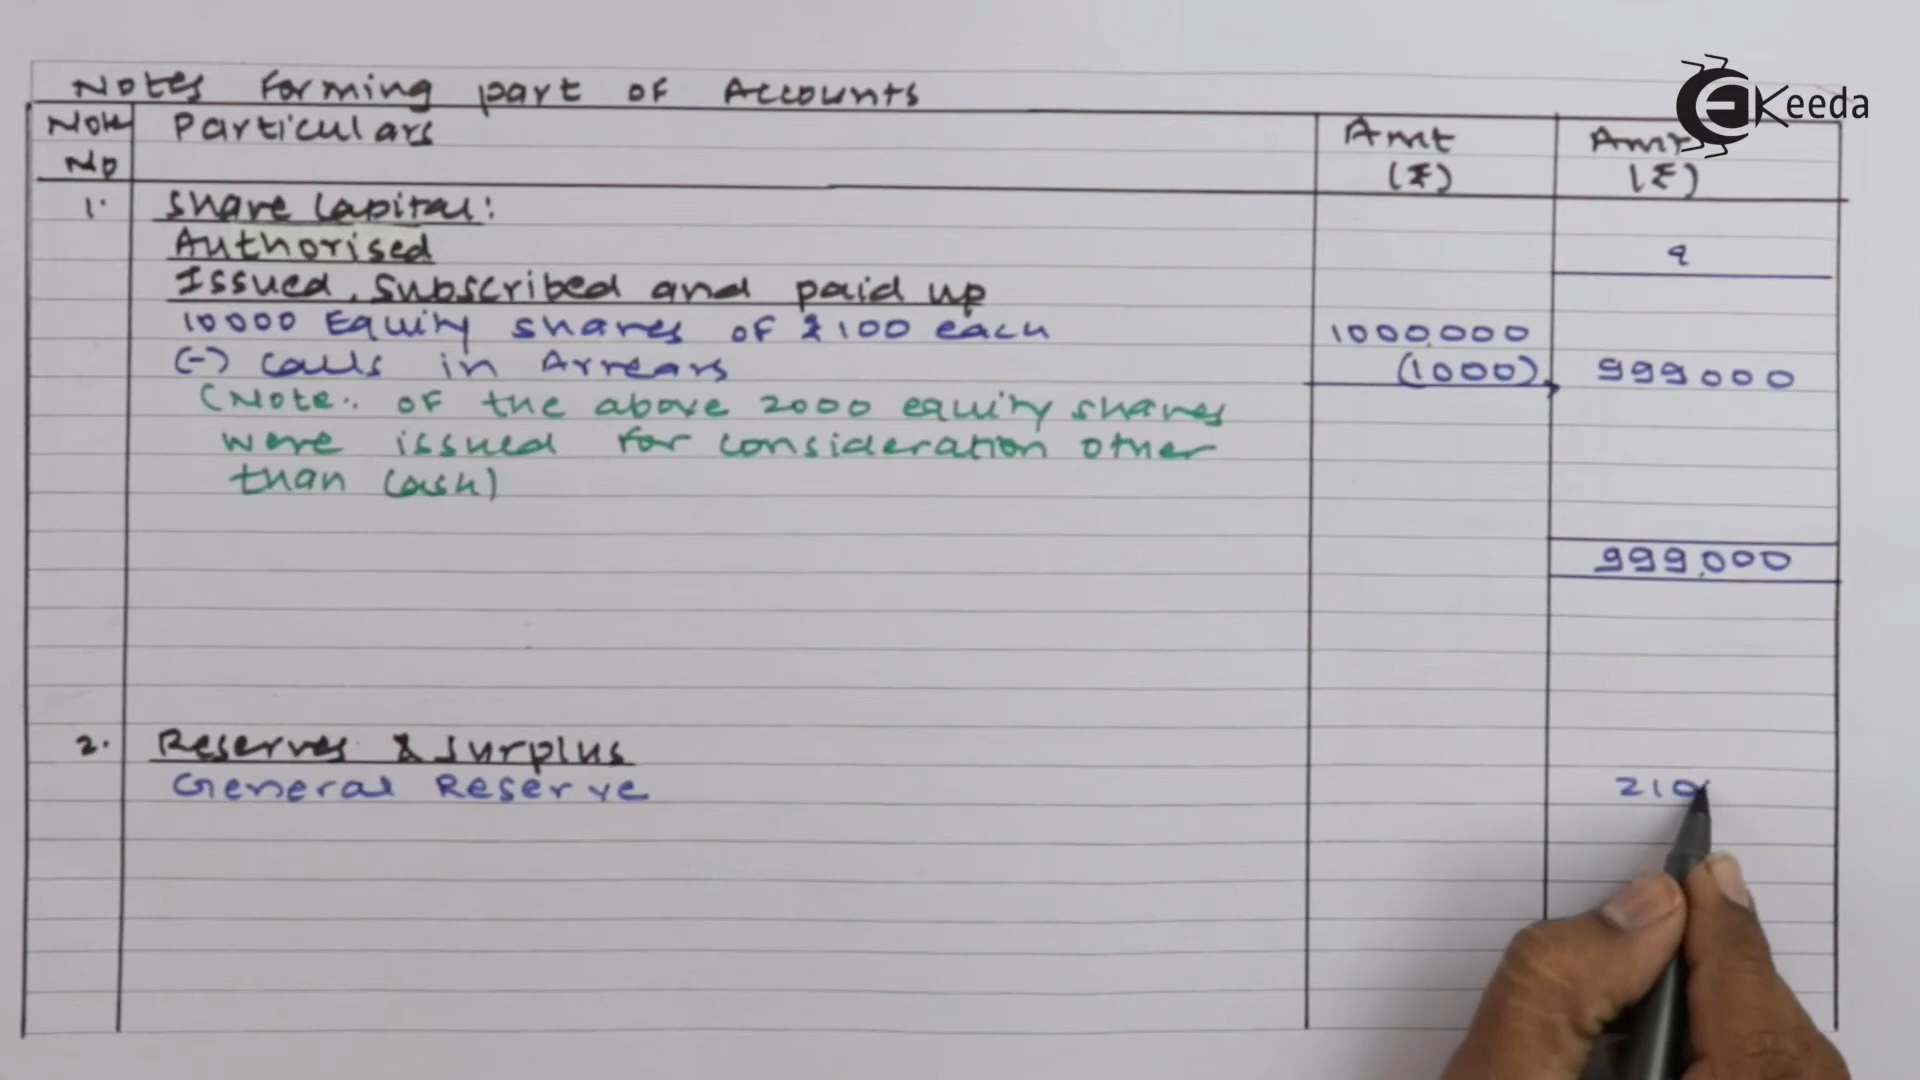 Notes Forming part of Accounts
Keeda
Note No Particulars Amt (₹) Amt (₹)
1. Share Capital:
Authorised ?
Issued, Subscribed and paid up
10000 Equity shares of ₹100 each 1000,000
(-) Calls in Arrears (1000) 999000
(Note: of the above 2000 equity shares
were issued for consideration other
than cash)
999,000
2. Reserves & Surplus
General Reserve 210